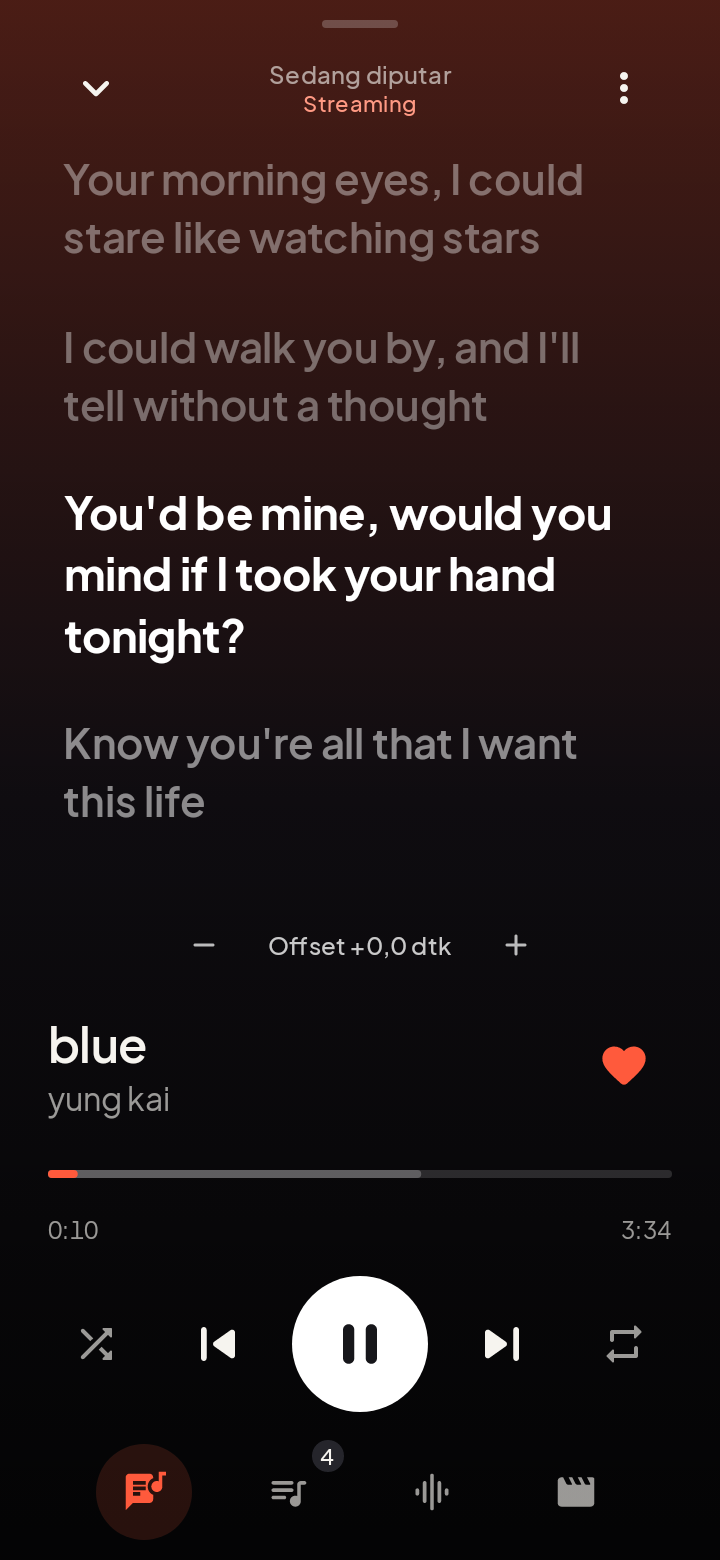 Sedang diputar
Streaming
Your morning eyes, I could
stare like watching stars
I could walk you by, and I'll
tell without a thought
You'd be mine, would you
mind if I took your hand
tonight?
Know you're all that I want
this life
Offset +0,0 dtk
blue
yung kai
0:10
3:34
4